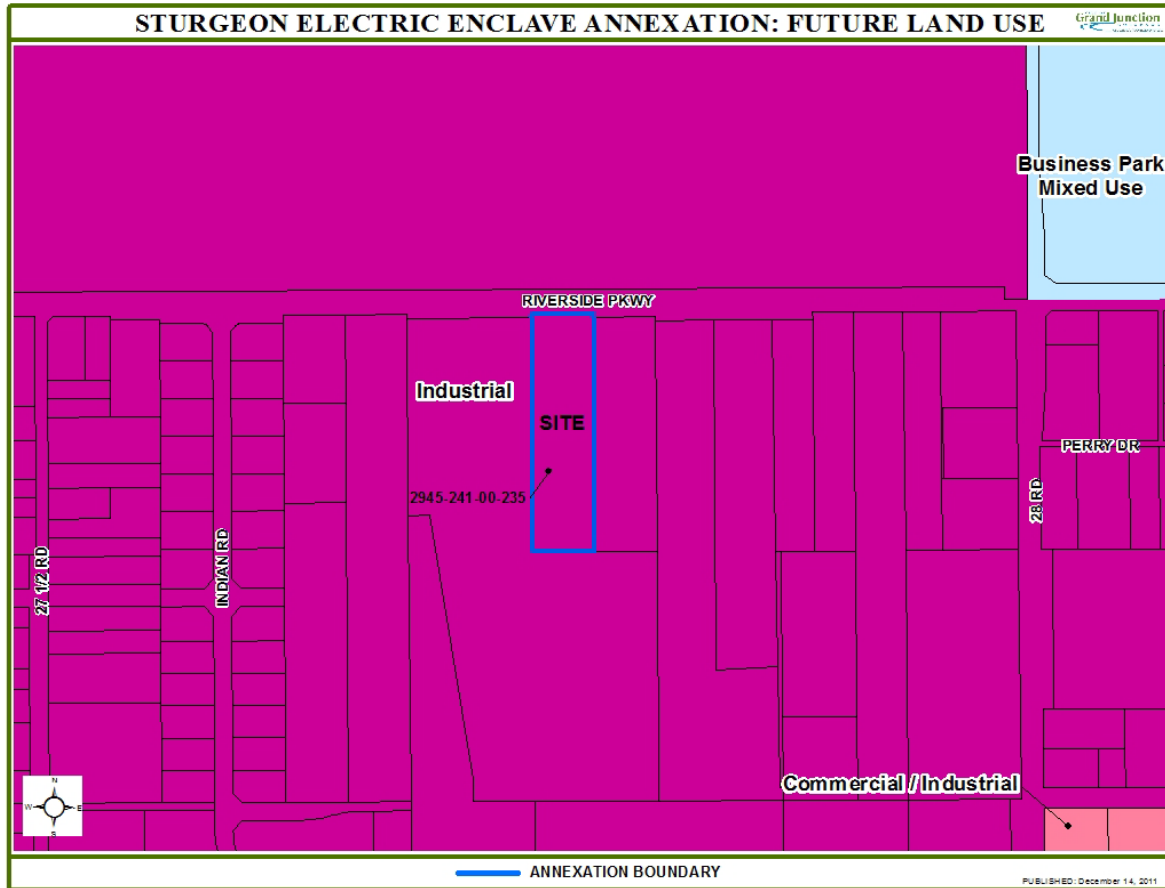 STURGEON ELECTRIC ENCLAVE ANNEXATION: FUTURE LAND USE
Grand Junction
Business Park
Mixed Use
RIVERSIDE PKWY
Industrial
SITE
PERRY DR
2945-241-00-235
28 RD
27 1/2 RD
INDIAN RD
Commercial / Industrial
N
W
E
S
ANNEXATION BOUNDARY
PUBLISHED: December 14, 2011